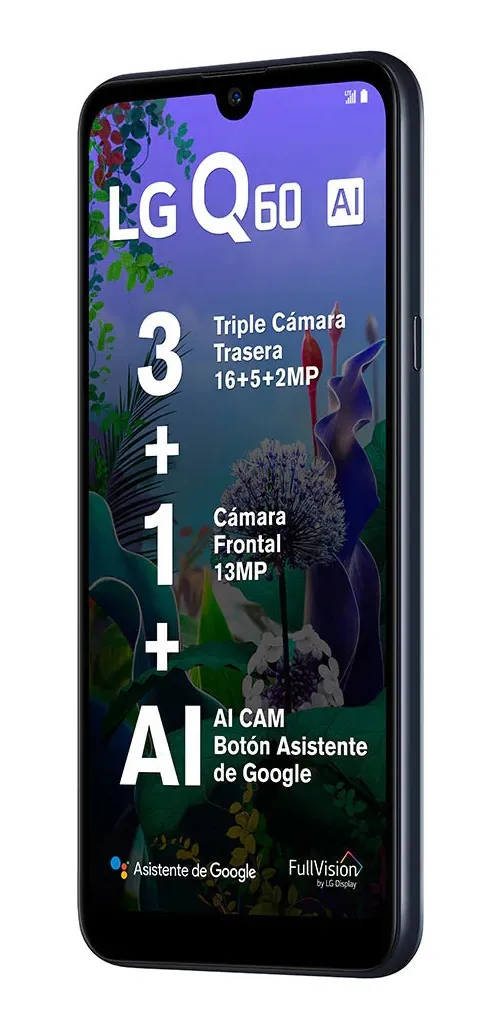 LTE
LG Q60 AI
3
Triple Cámara
Trasera
16+5+2MP
+
1
Cámara
Frontal
13MP
+
AI
AI CAM
Botón Asistente
de Google
Asistente de Google
FullVision
by LG Display